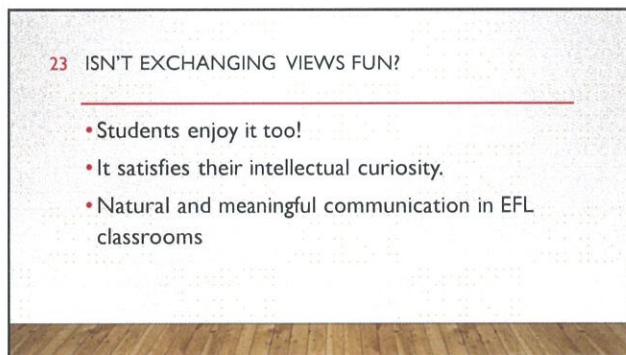 23 ISN'T EXCHANGING VIEWS FUN?
•Students enjoy it too!
•It satisfies their intellectual curiosity.
•Natural and meaningful communication in EFL
classrooms